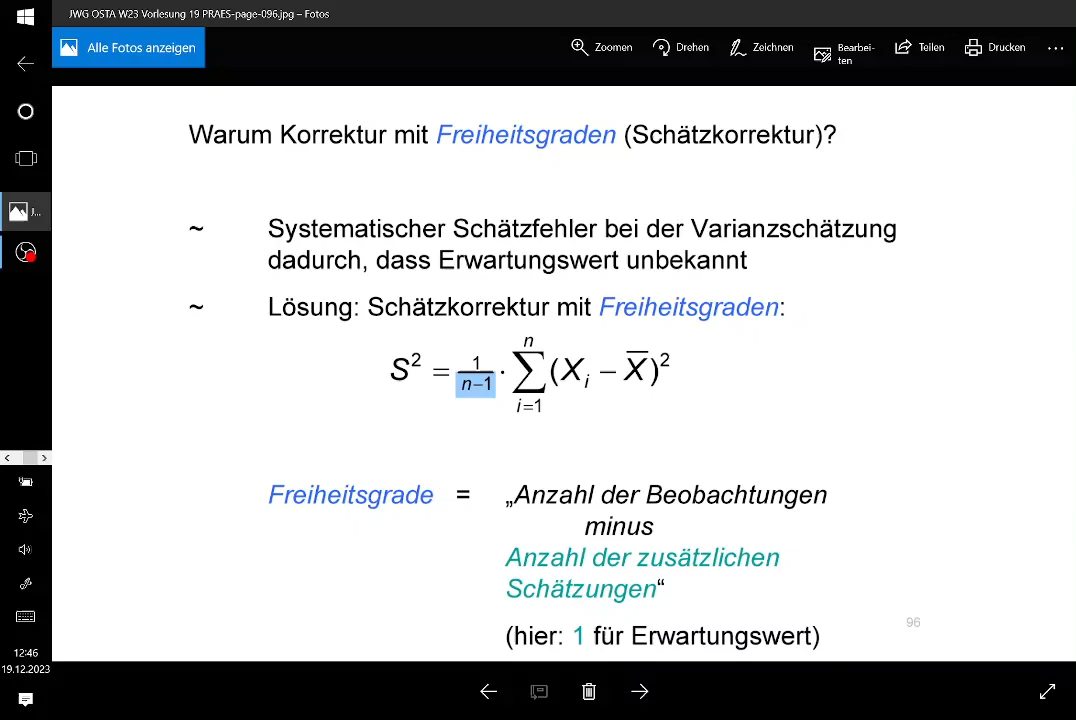 JWG OSTA W23 Vorlesung 19 PRAES-page-096.jpg – Fotos
Alle Fotos anzeigen
Zoomen
Drehen
Zeichnen
Bearbei-
ten
Teilen
Drucken
J...
Warum Korrektur mit Freiheitsgraden (Schätzkorrektur)?
~ Systematischer Schätzfehler bei der Varianzschätzung
dadurch, dass Erwartungswert unbekannt
~ Lösung: Schätzkorrektur mit Freiheitsgraden:
S² = 1/(n−1) · ∑_{i=1}^{n} (X_i − X̅)²
Freiheitsgrade = „Anzahl der Beobachtungen
minus
Anzahl der zusätzlichen
Schätzungen“
(hier: 1 für Erwartungswert)
96
12:46
19.12.2023